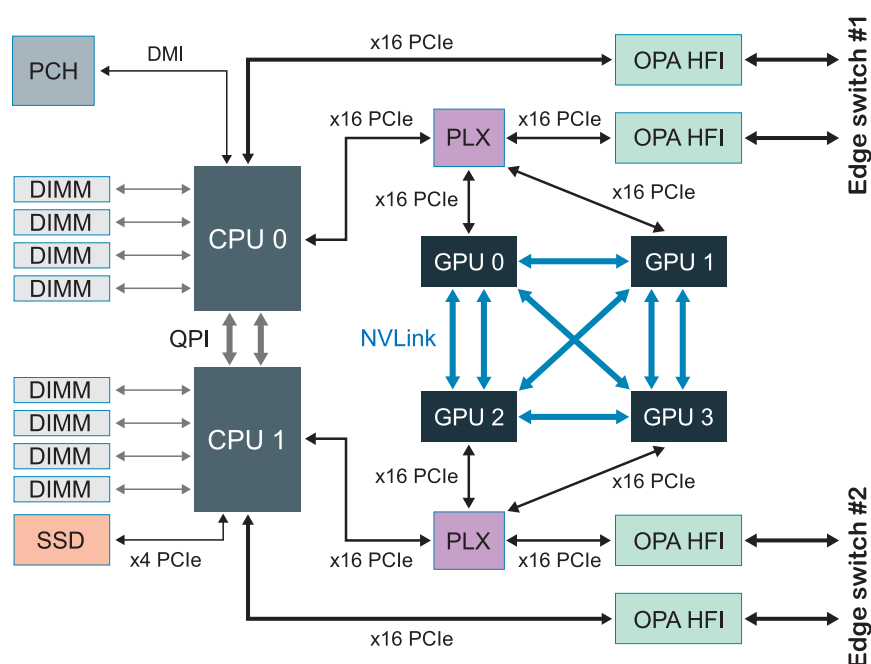 x16 PCIe
PCH
DMI
OPA HFI
Edge switch #1
x16 PCIe
PLX
x16 PCIe
OPA HFI
DIMM
DIMM
DIMM
DIMM
CPU 0
x16 PCIe
x16 PCIe
GPU 0
GPU 1
QPI
NVLink
DIMM
DIMM
DIMM
DIMM
CPU 1
GPU 2
GPU 3
x16 PCIe
x16 PCIe
SSD
x4 PCIe
x16 PCIe
PLX
x16 PCIe
OPA HFI
Edge switch #2
x16 PCIe
OPA HFI